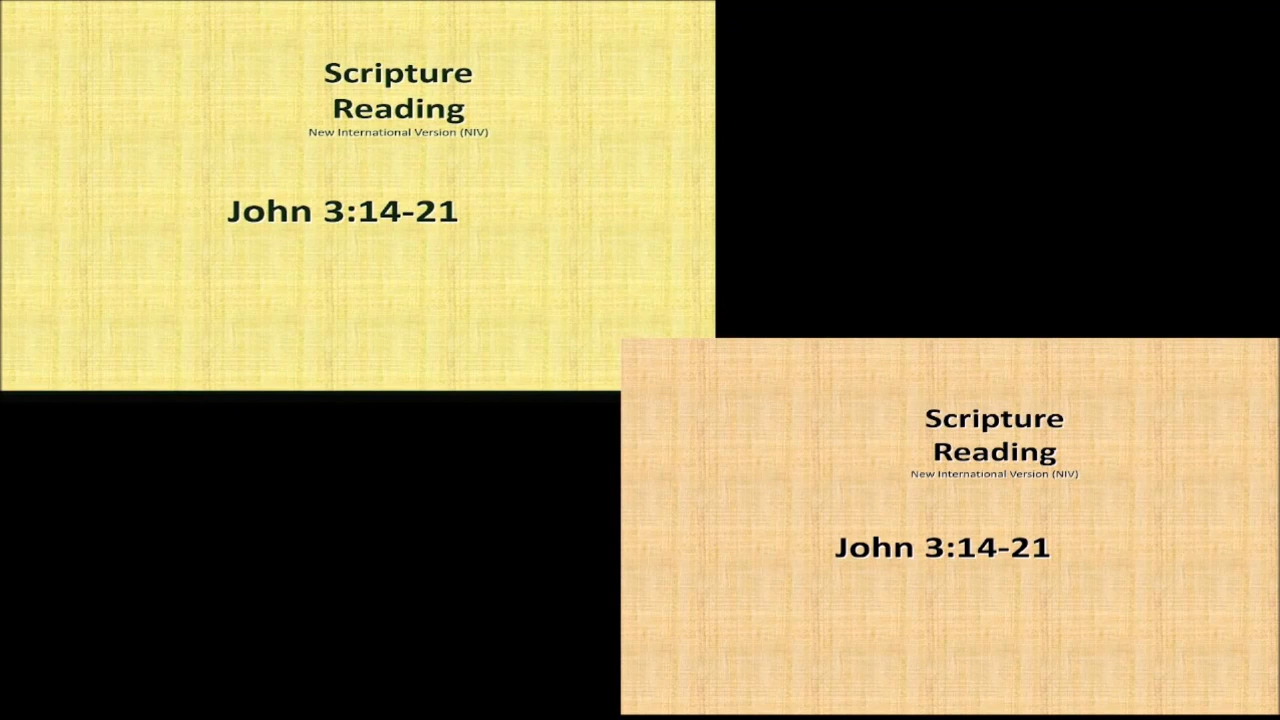 Scripture
Reading
New International Version (NIV)
John 3:14-21
Scripture
Reading
New International Version (NIV)
John 3:14-21